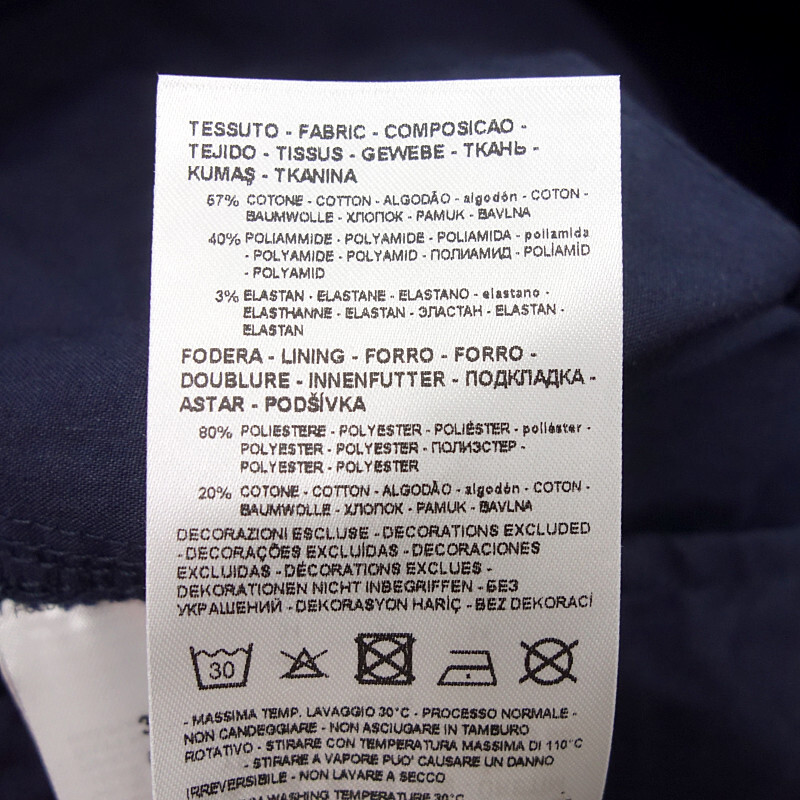 TESSUTO - FABRIC - COMPOSICAO -
TEJIDO - TISSUS - GEWEBE - ТКАНЬ -
KUMAŞ - TKANINA
57% COTONE - COTTON - ALGODÃO - algodón - COTON -
BAUMWOLLE - ХЛОПОК - PAMUK - BAVLNA
40% POLIAMMIDE - POLYAMIDE - POLIAMIDA - poliamida
- POLYAMIDE - POLYAMID - ПОЛИАМИД - POLİAMİD
- POLYAMID
3% ELASTAN - ELASTANE - ELASTANO - elastano -
ELASTHANNE - ELASTAN - ЭЛАСТАН - ELASTAN -
ELASTAN
FODERA - LINING - FORRO - FORRO -
DOUBLURE - INNENFUTTER - ПОДКЛАДКА -
ASTAR - PODŠÍVKA
80% POLIESTERE - POLYESTER - POLIÉSTER - poliéster -
POLYESTER - POLYESTER - ПОЛИЭСТЕР -
POLYESTER - POLYESTER
20% COTONE - COTTON - ALGODÃO - algodón - COTON -
BAUMWOLLE - ХЛОПОК - PAMUK - BAVLNA
DECORAZIONI ESCLUSE - DECORATIONS EXCLUDED
- DECORAÇÕES EXCLUÍDAS - DECORACIONES
EXCLUIDAS - DÉCORATIONS EXCLUES -
DEKORATIONEN NICHT INBEGRIFFEN - БЕЗ
УКРАШЕНИЙ - DEKORASYON HARİÇ - BEZ DEKORACÍ
30
- MASSIMA TEMP. LAVAGGIO 30°C - PROCESSO NORMALE -
NON CANDEGGIARE - NON ASCIUGARE IN TAMBURO
ROTATIVO - STIRARE CON TEMPERATURA MASSIMA DI 110°C
- STIRARE A VAPORE PUO' CAUSARE UN DANNO
IRREVERSIBILE - NON LAVARE A SECCO
WASHING TEMPERATURE 30°C